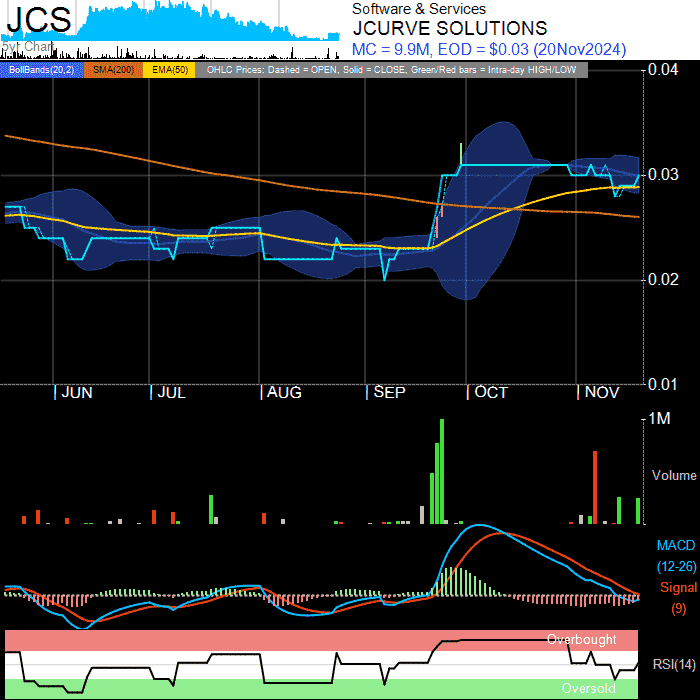 JCS
5yr Chart
Software & Services
JCURVE SOLUTIONS
MC = 9.9M, EOD = $0.03 (20Nov2024)
BollBands(20,2) SMA(200) EMA(50) OHLC Prices: Dashed = OPEN, Solid = CLOSE, Green/Red bars = Intra-day HIGH/LOW
0.04
0.03
0.02
0.01
| JUN | JUL | AUG | SEP | OCT | NOV
1M
Volume
MACD
(12-26)
Signal
(9)
Overbought
RSI(14)
Oversold